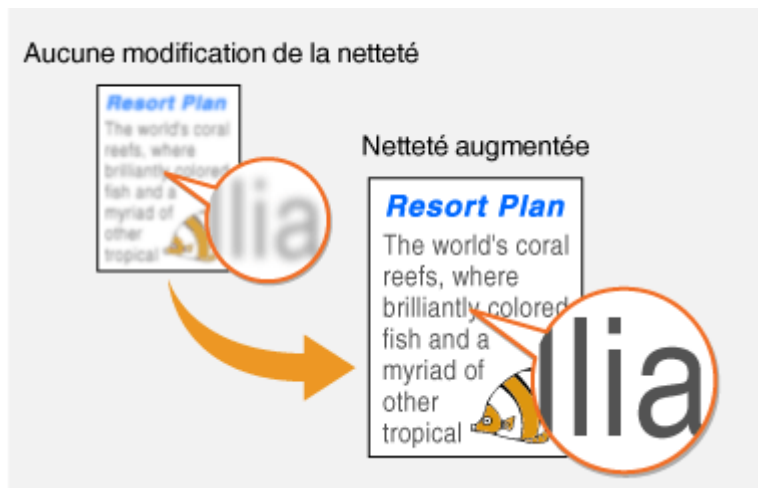 Aucune modification de la netteté
Resort Plan
The world's coral
reefs, where
brilliantly colored
fish and a
myriad of
other
tropical
lia
Netteté augmentée
Resort Plan
The world's coral
reefs, where
brilliantly colored
fish and a
myriad of
other
tropical
llia